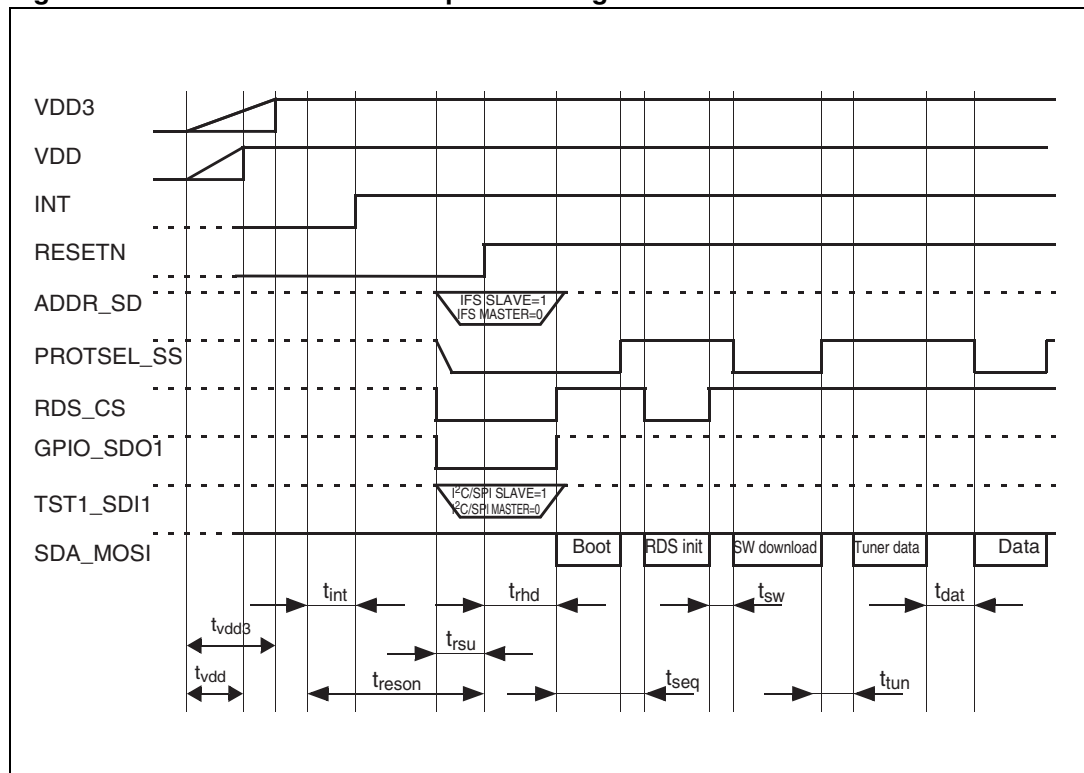 VDD3
VDD
INT
RESETN
ADDR_SD
IFS SLAVE=1
IFS MASTER=0
PROTSEL_SS
RDS_CS
GPIO_SDO1
TST1_SDI1
I²C/SPI SLAVE=1
I²C/SPI MASTER=0
SDA_MOSI
Boot
RDS init
SW download
Tuner data
Data
tint
trhd
tsw
tdat
tvdd3
trsu
tvdd
treson
tseq
ttun